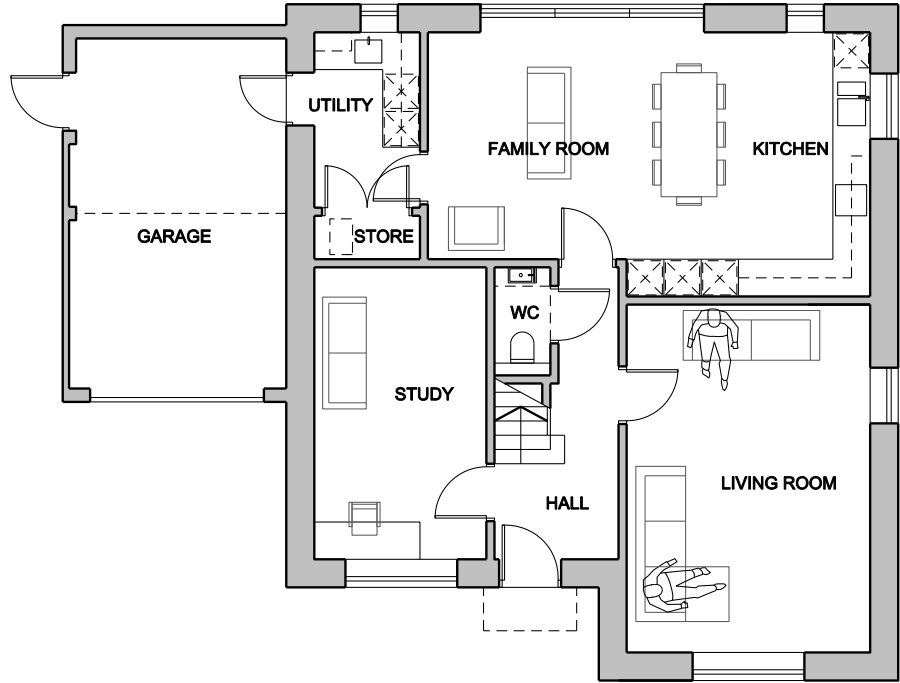 UTILITY
FAMILY ROOM
KITCHEN
GARAGE
STORE
WC
STUDY
LIVING ROOM
HALL